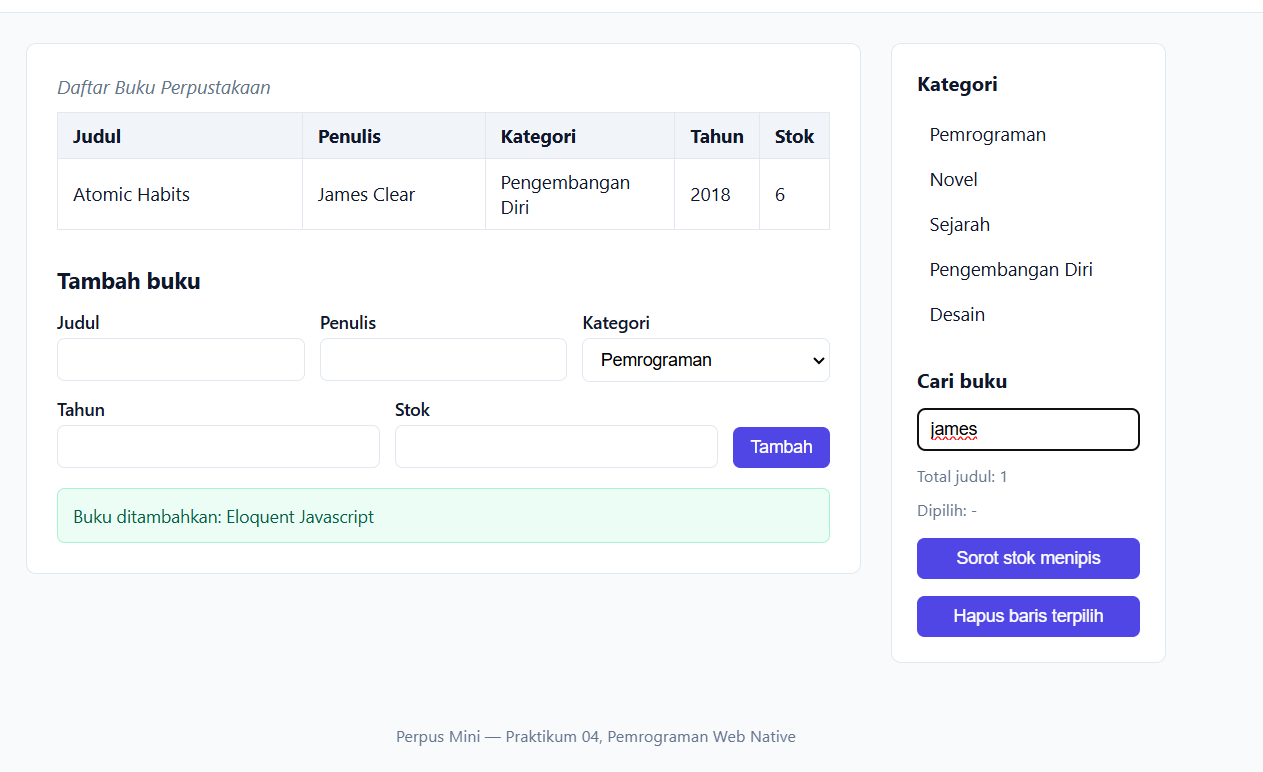 Daftar Buku Perpustakaan
Judul Penulis Kategori Tahun Stok
Atomic Habits James Clear Pengembangan Diri 2018 6
Tambah buku
Judul Penulis Kategori
Pemrograman
Tahun Stok
Tambah
Buku ditambahkan: Eloquent Javascript
Kategori
Pemrograman
Novel
Sejarah
Pengembangan Diri
Desain
Cari buku
james
Total judul: 1
Dipilih: -
Sorot stok menipis
Hapus baris terpilih
Perpus Mini — Praktikum 04, Pemrograman Web Native